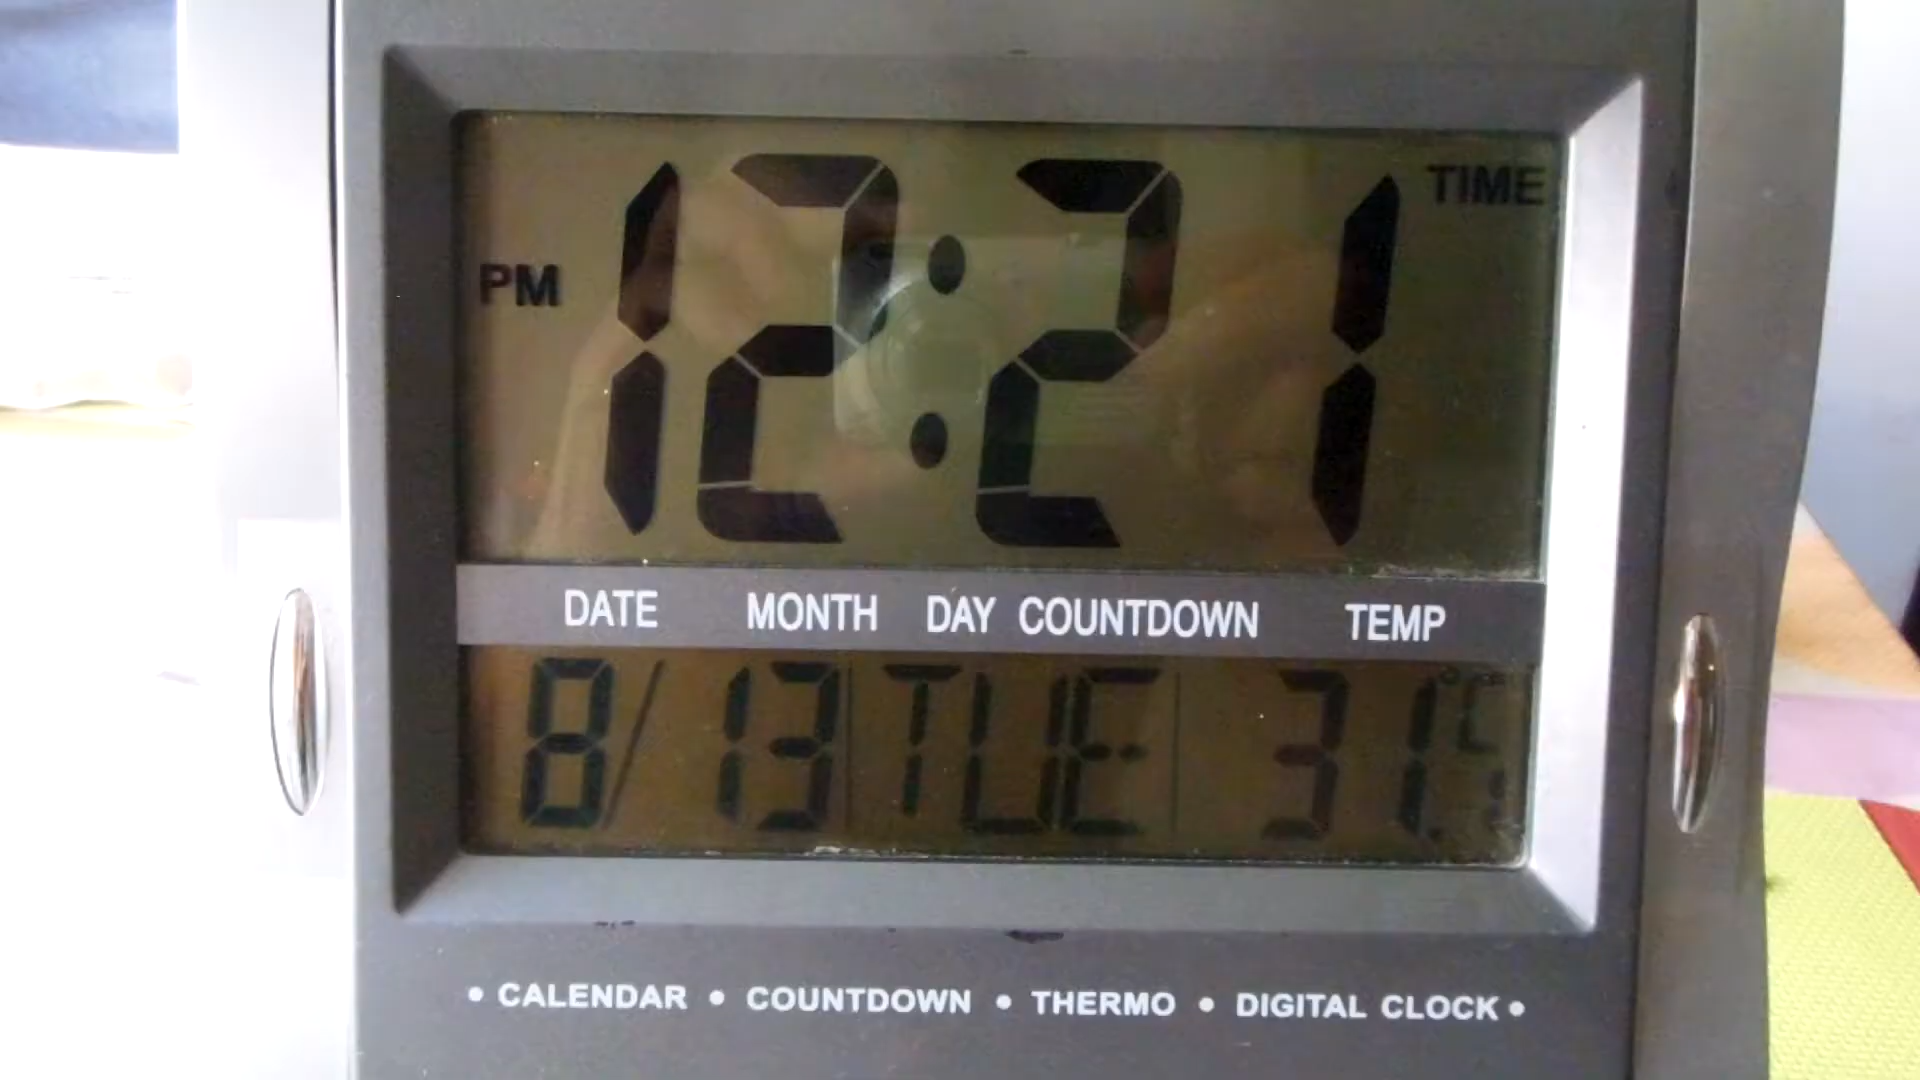 TIME
PM 12:21
DATE MONTH DAY COUNTDOWN TEMP
8/13 TUE 31.
• CALENDAR • COUNTDOWN • THERMO • DIGITAL CLOCK •